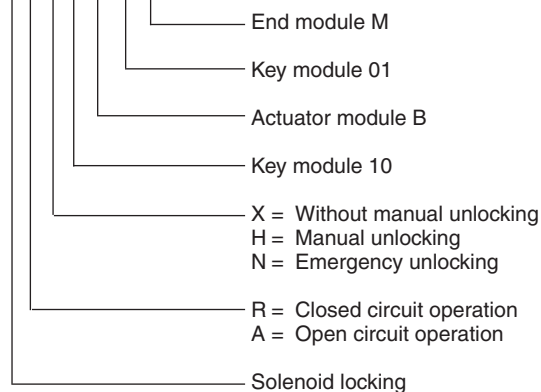 End module M
Key module 01
Actuator module B
Key module 10
X = Without manual unlocking
H = Manual unlocking
N = Emergency unlocking
R = Closed circuit operation
A = Open circuit operation
Solenoid locking